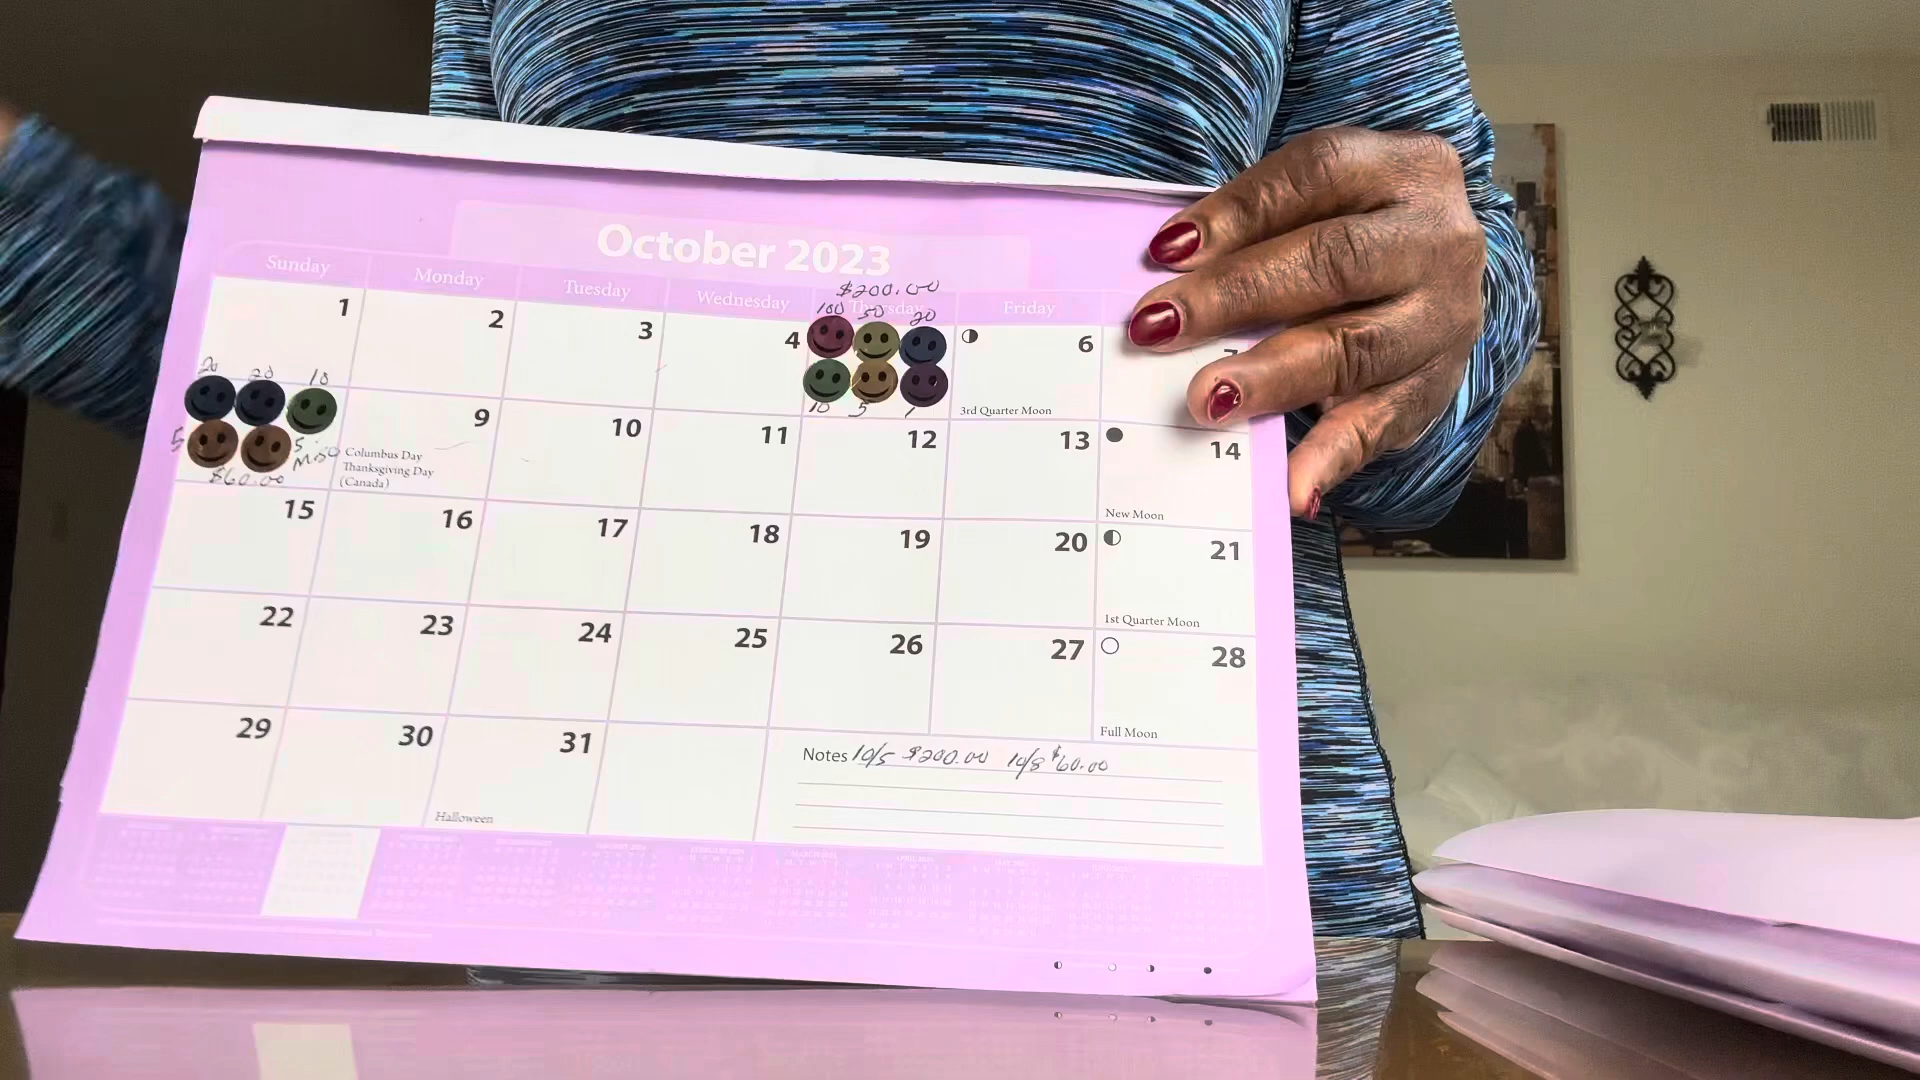 October 2023
$200.00
Sunday Monday Tuesday Wednesday Thursday Friday
100 50 20
1 2 3 4 6 7
10 5 1
3rd Quarter Moon
20 20 10
9 10 11 12 13 14
5 5
Miso
$60.00
Columbus Day
Thanksgiving Day
(Canada)
New Moon
15 16 17 18 19 20 21
1st Quarter Moon
22 23 24 25 26 27 28
Full Moon
29 30 31
Halloween
Notes 10/5 $200.00 10/8 $60.00